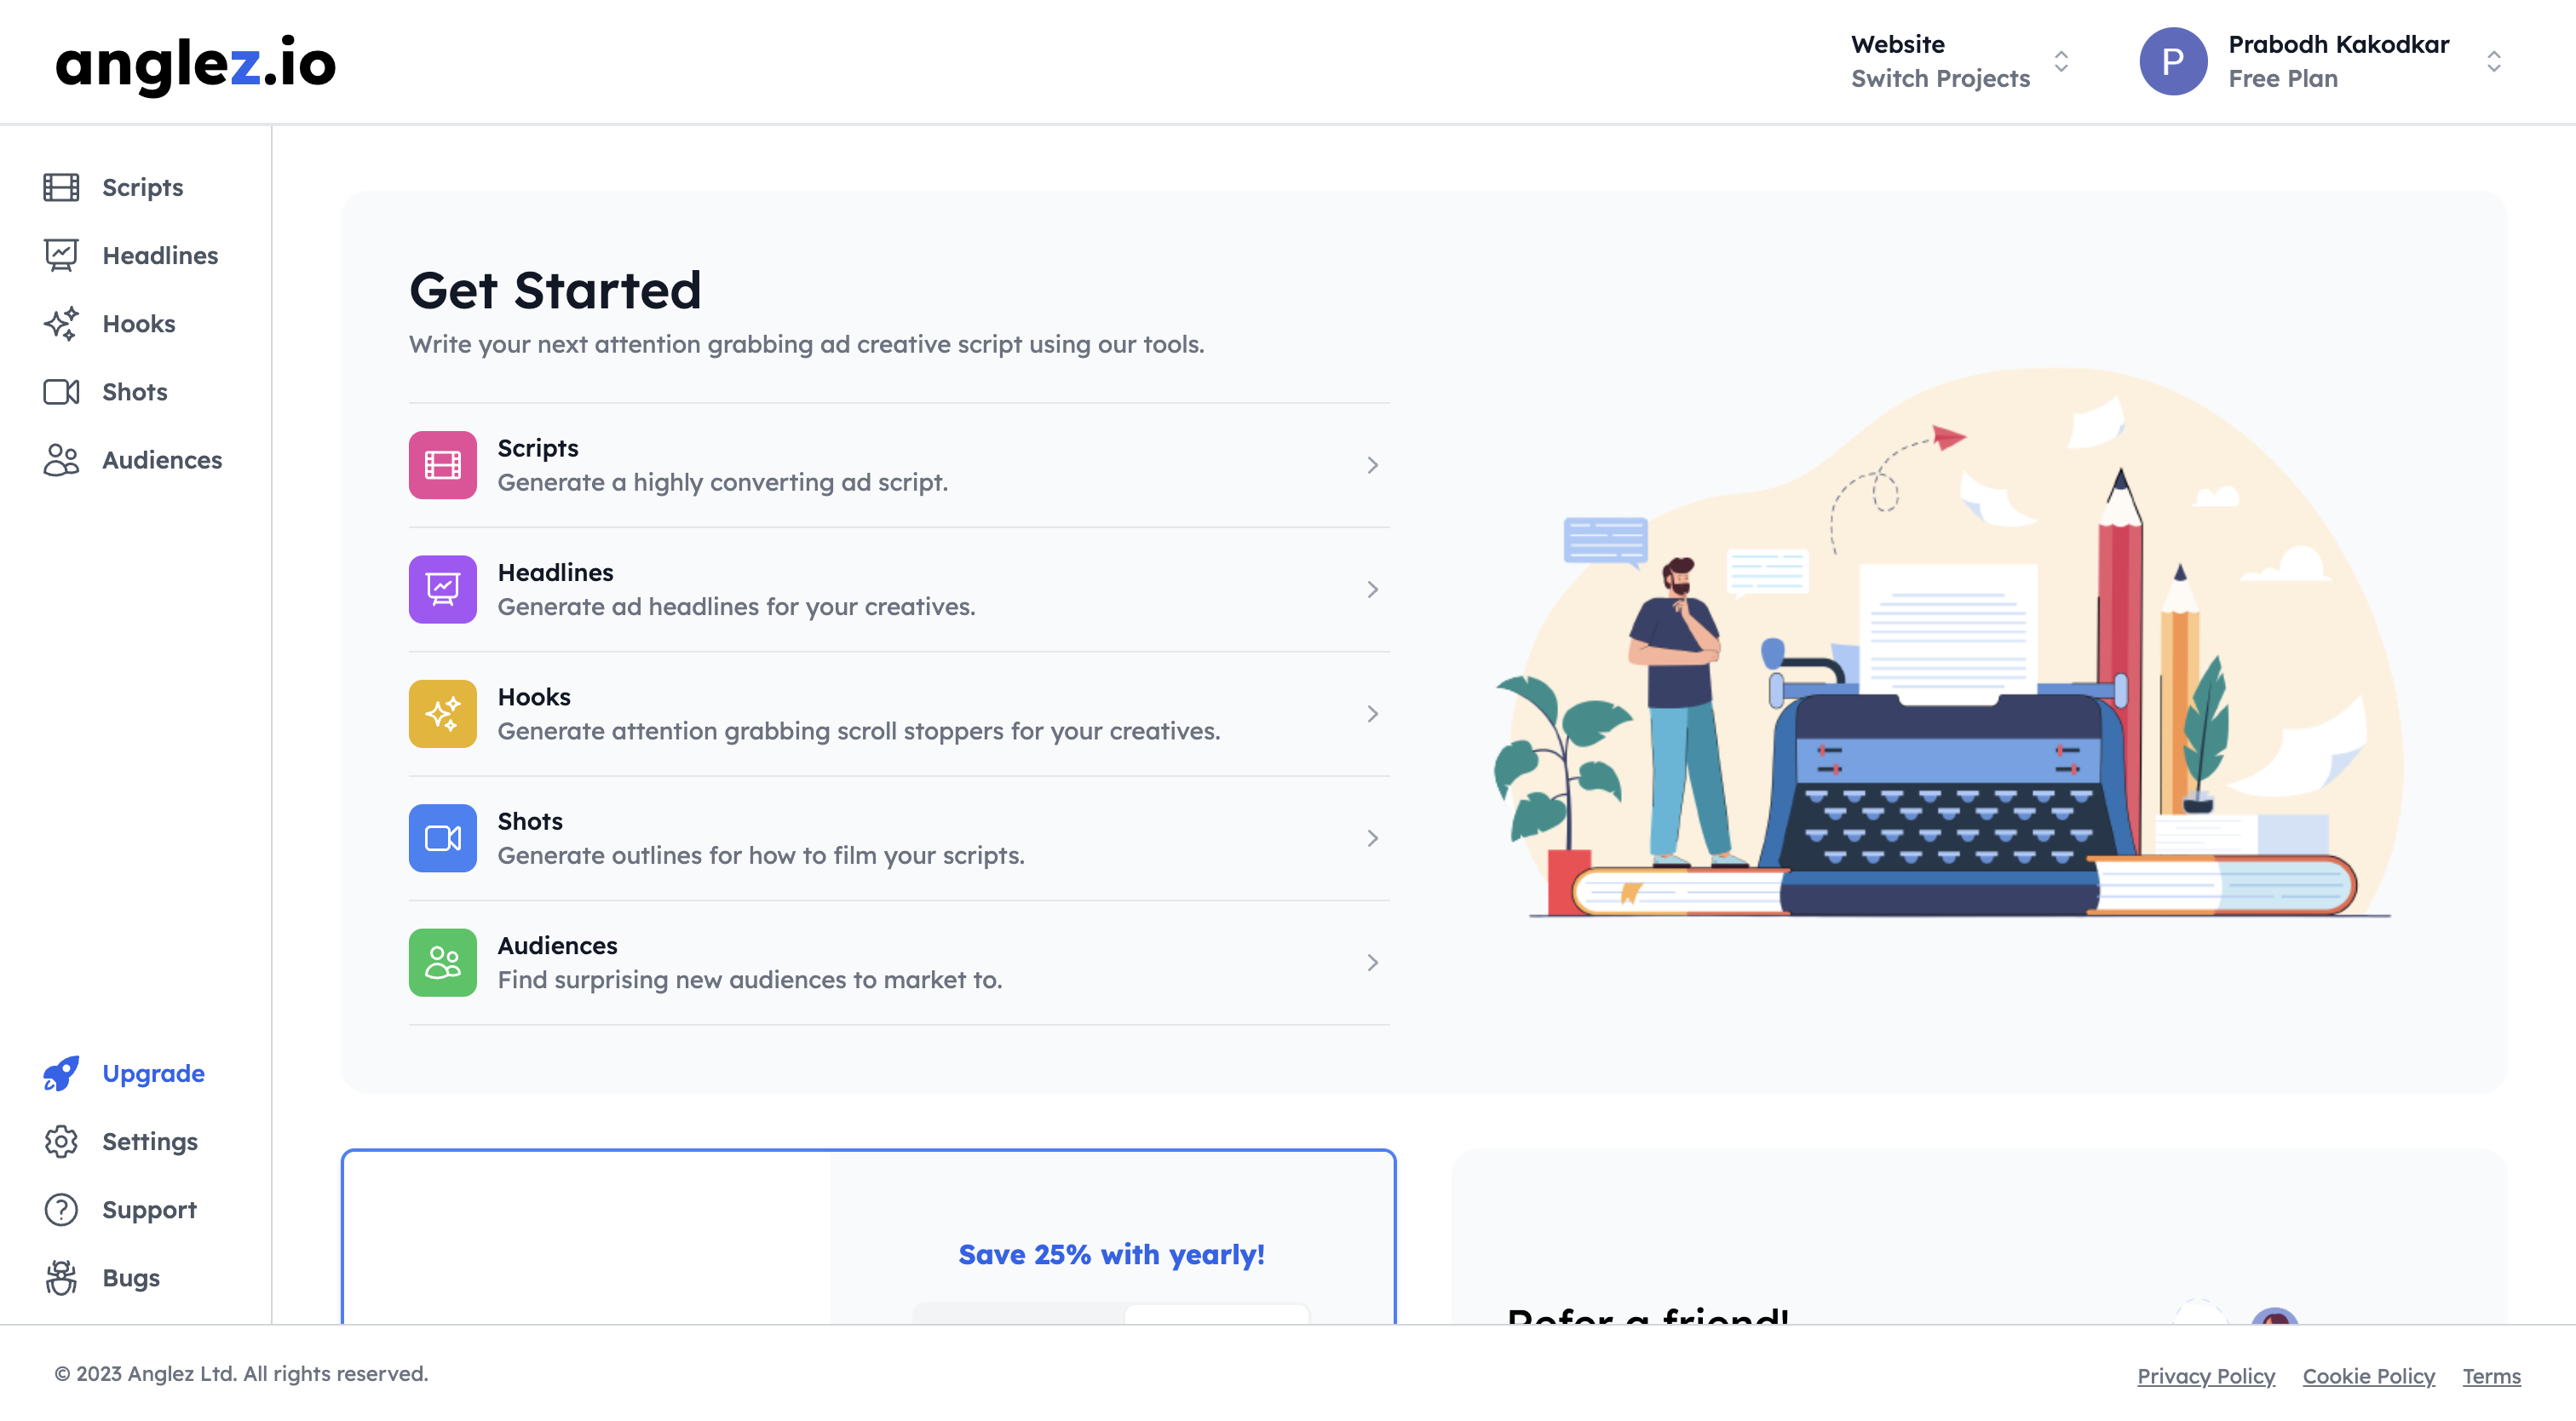 anglez.io
Website
Switch Projects
P
Prabodh Kakodkar
Free Plan
Scripts
Headlines
Hooks
Shots
Audiences
Get Started
Write your next attention grabbing ad creative script using our tools.
Scripts
Generate a highly converting ad script.
Headlines
Generate ad headlines for your creatives.
Hooks
Generate attention grabbing scroll stoppers for your creatives.
Shots
Generate outlines for how to film your scripts.
Audiences
Find surprising new audiences to market to.
Upgrade
Settings
Support
Bugs
Save 25% with yearly!
Refer a friend!
© 2023 Anglez Ltd. All rights reserved.
Privacy Policy
Cookie Policy
Terms